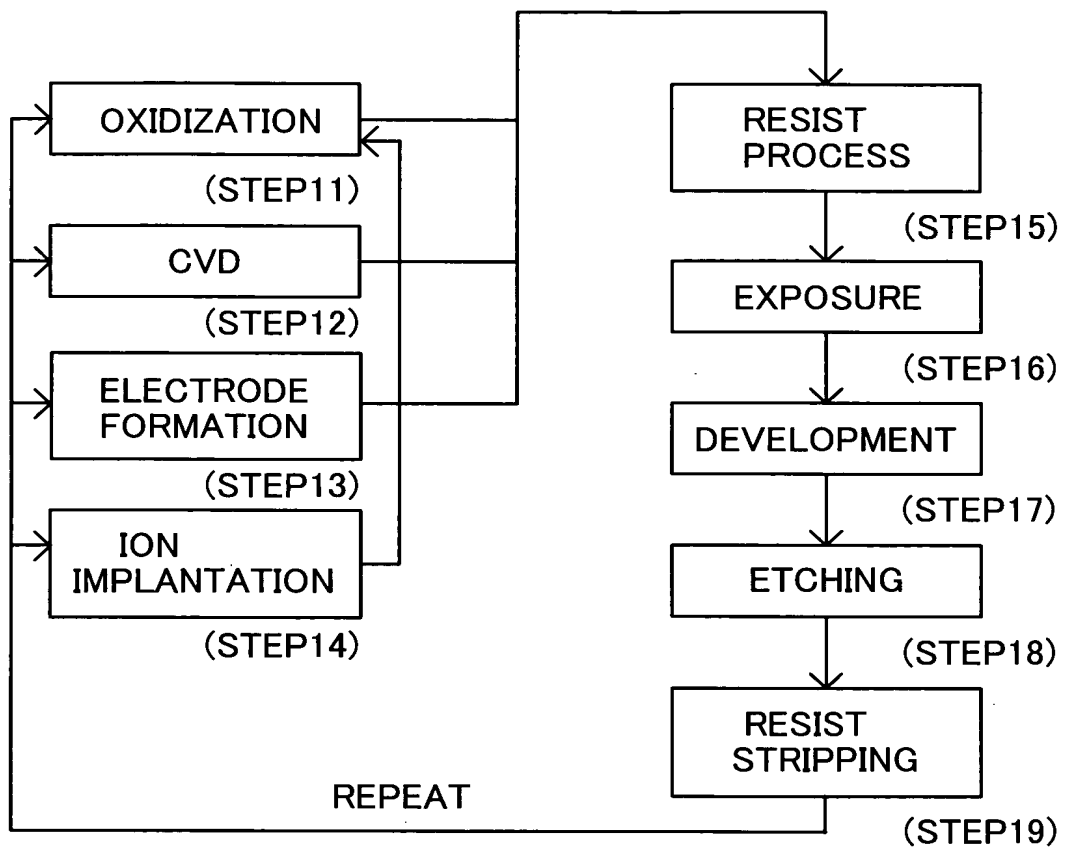 OXIDIZATION
(STEP11)
CVD
(STEP12)
ELECTRODE
FORMATION
(STEP13)
ION
IMPLANTATION
(STEP14)
RESIST
PROCESS
(STEP15)
EXPOSURE
(STEP16)
DEVELOPMENT
(STEP17)
ETCHING
(STEP18)
RESIST
STRIPPING
(STEP19)
REPEAT